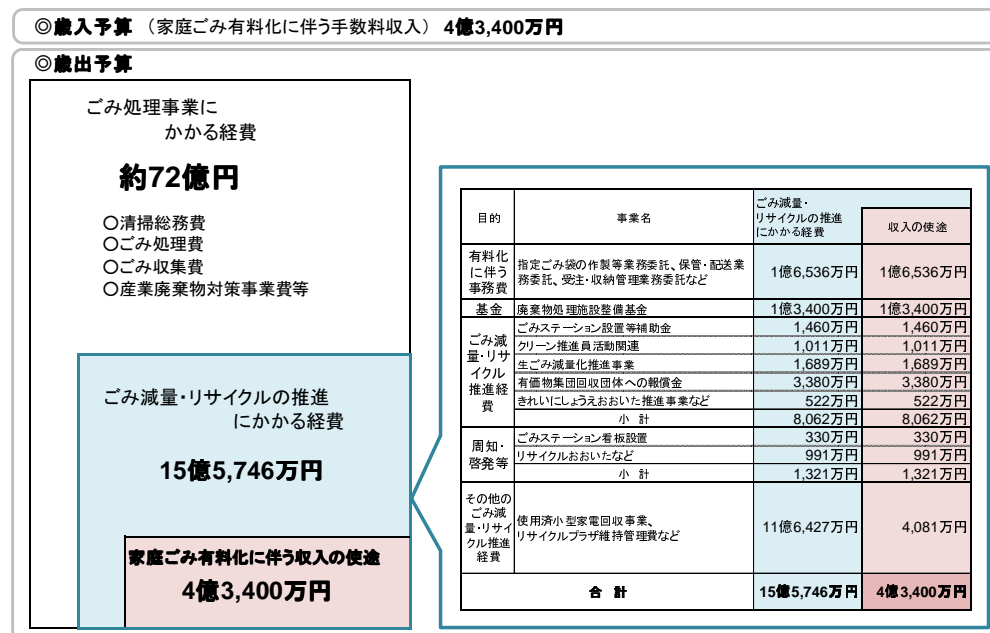 ◎歳入予算 （家庭ごみ有料化に伴う手数料収入） 4億3,400万円
◎歳出予算
ごみ処理事業に
かかる経費
約72億円
○清掃総務費
○ごみ処理費
○ごみ収集費
○産業廃棄物対策事業費等
ごみ減量・リサイクルの推進
にかかる経費
15億5,746万円
家庭ごみ有料化に伴う収入の使途
4億3,400万円
目的 事業名 ごみ減量・
リサイクルの推進
にかかる経費 収入の使途
有料化
に伴う
事務費 指定ごみ袋の作製等業務委託、保管・配送業
務委託、受注・収納管理業務委託など 1億6,536万円 1億6,536万円
基金 廃棄物処理施設整備基金 1億3,400万円 1億3,400万円
ごみ減
量・リサ
イクル
推進経
費
ごみステーション設置等補助金 1,460万円 1,460万円
クリーン推進員活動関連 1,011万円 1,011万円
生ごみ減量化推進事業 1,689万円 1,689万円
有価物集団回収団体への報償金 3,380万円 3,380万円
きれいにしょうえおおいた推進事業など 522万円 522万円
小 計 8,062万円 8,062万円
周知・
啓発等
ごみステーション看板設置 330万円 330万円
リサイクルおおいたなど 991万円 991万円
小 計 1,321万円 1,321万円
その他の
ごみ減
量・リサイ
クル推進
経費
使用済小型家電回収事業、
リサイクルプラザ維持管理費など 11億6,427万円 4,081万円
合 計 15億5,746万円 4億3,400万円